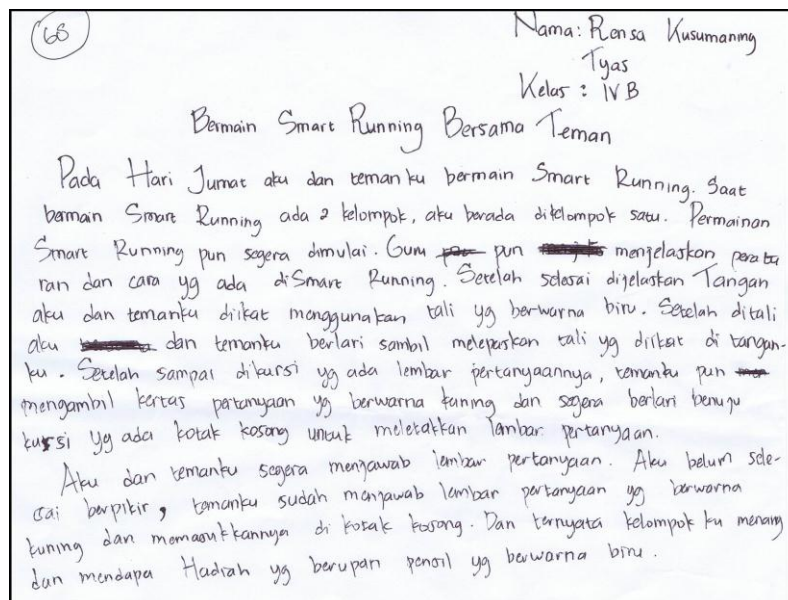 68
Nama: Rensa Kusumaning
Tyas
Kelas : IV B
Bermain Smart Running Bersama Teman
Pada Hari Jumat aku dan temanku bermain Smart Running. Saat
bermain Smart Running ada 2 kelompok, aku berada dikelompok satu. Permainan
Smart Running pun segera dimulai. Guru pun menjelaskan peratu
ran dan cara yg ada diSmart Running. Setelah selesai dijelaskan Tangan
aku dan temanku diikat menggunakan tali yg berwarna biru. Setelah ditali
aku dan temanku berlari sambil melepaskan tali yg diikat di tangan-
ku. Setelah sampai dikursi yg ada lembar pertanyaannya, temanku pun
mengambil kertas pertanyaan yg berwarna kuning dan segera berlari benuju
kursi yg ada kotak kosong untuk meletakkan lembar pertanyaan.
Aku dan temanku segera menjawab lembar pertanyaan. Aku belum sele-
sai berpikir, temanku sudah menjawab lembar pertanyaan yg berwarna
kuning dan memasukkannya di kotak kosong. Dan ternyata kelompok ku menang
dan mendapa Hadiah yg berupan pensil yg berwarna biru.